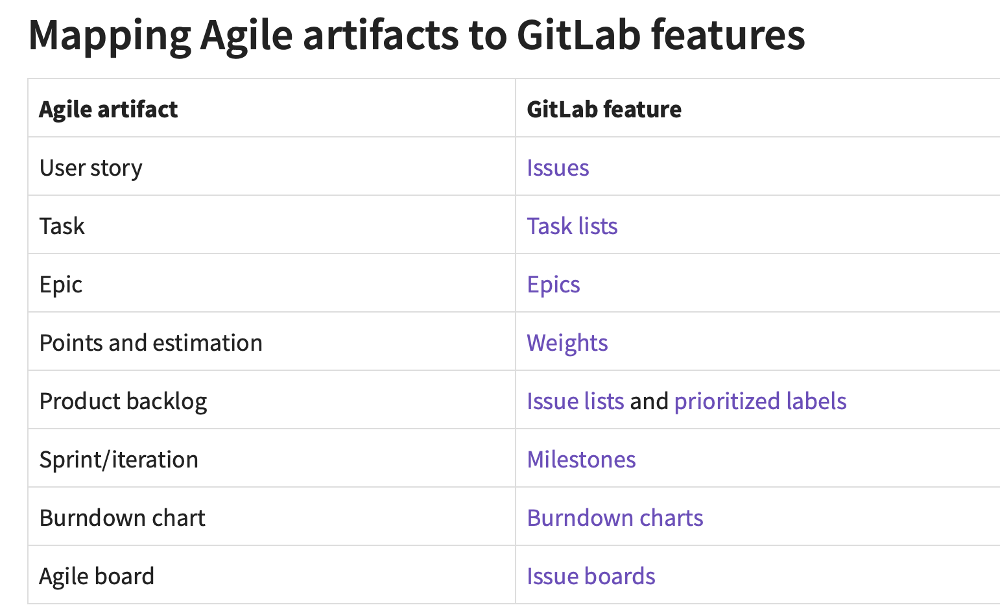 Mapping Agile artifacts to GitLab features
Agile artifact GitLab feature
User story Issues
Task Task lists
Epic Epics
Points and estimation Weights
Product backlog Issue lists and prioritized labels
Sprint/iteration Milestones
Burndown chart Burndown charts
Agile board Issue boards